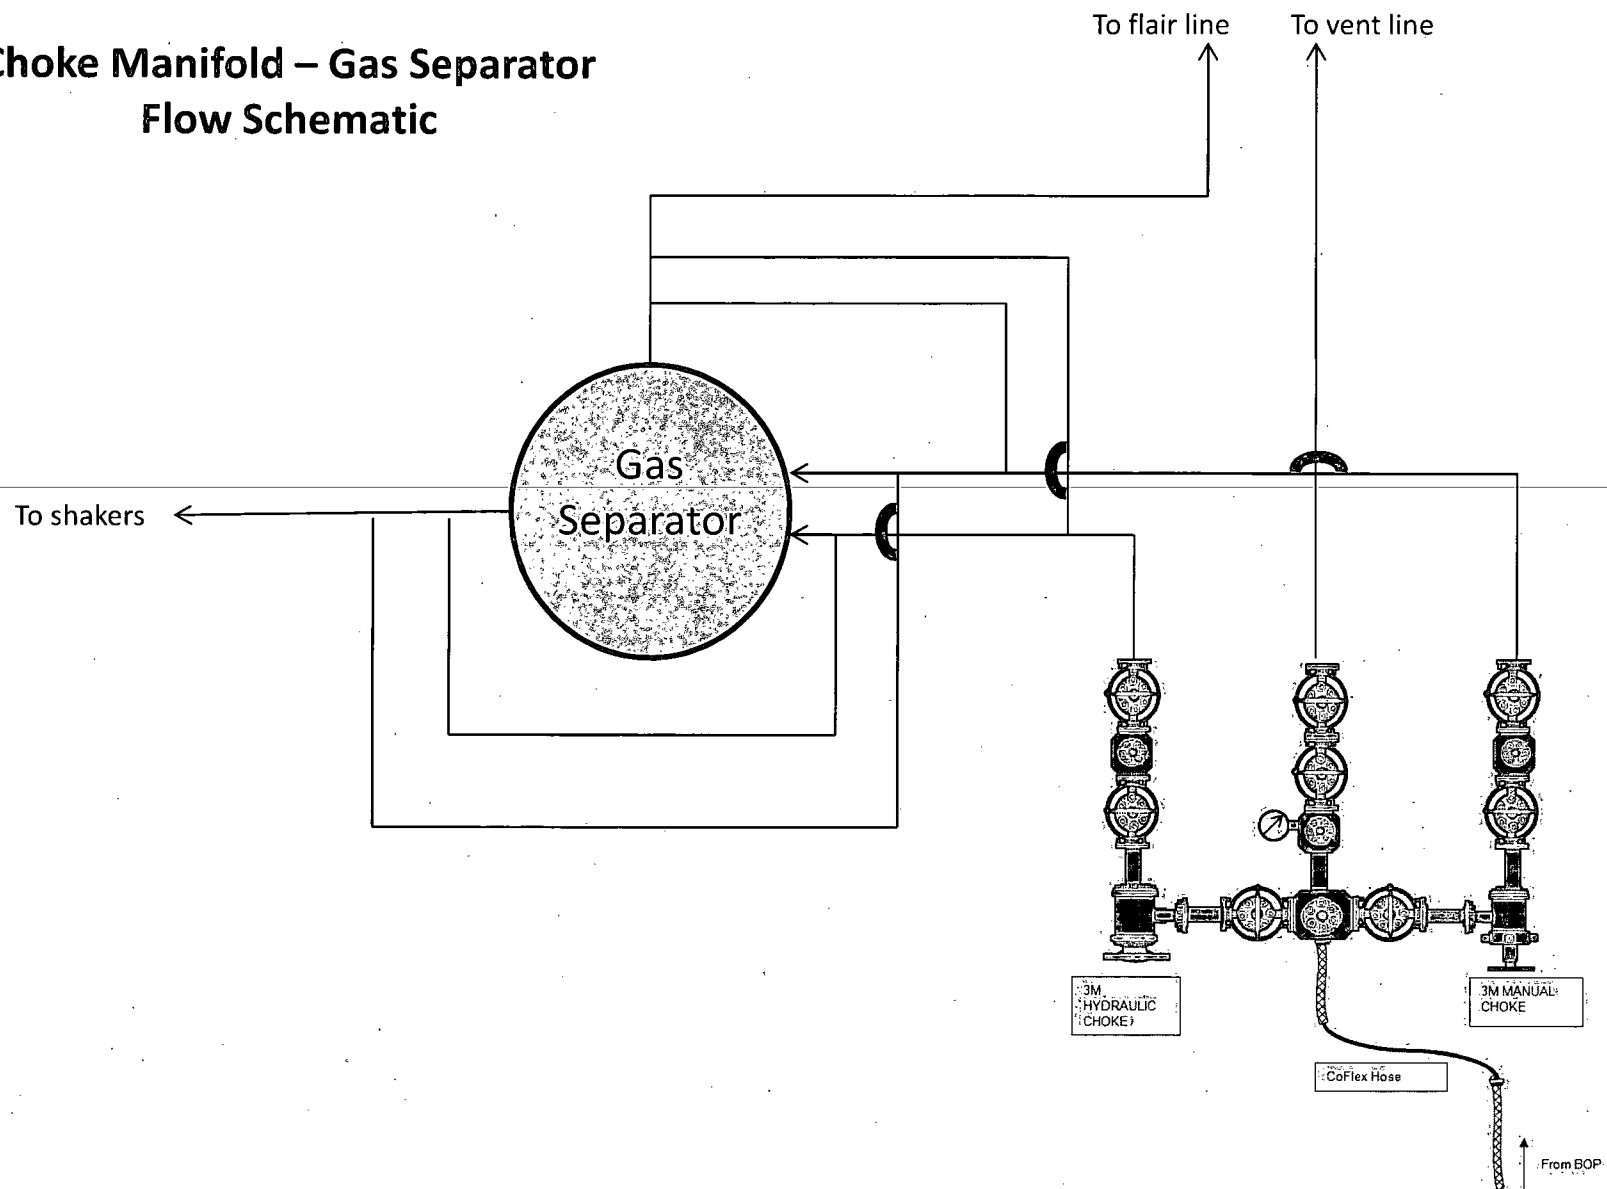 Choke Manifold – Gas Separator
Flow Schematic
To flair line
To vent line
Gas
Separator
To shakers
3M
HYDRAULIC
CHOKE
3M MANUAL
CHOKE
CoFlex Hose
From BOP